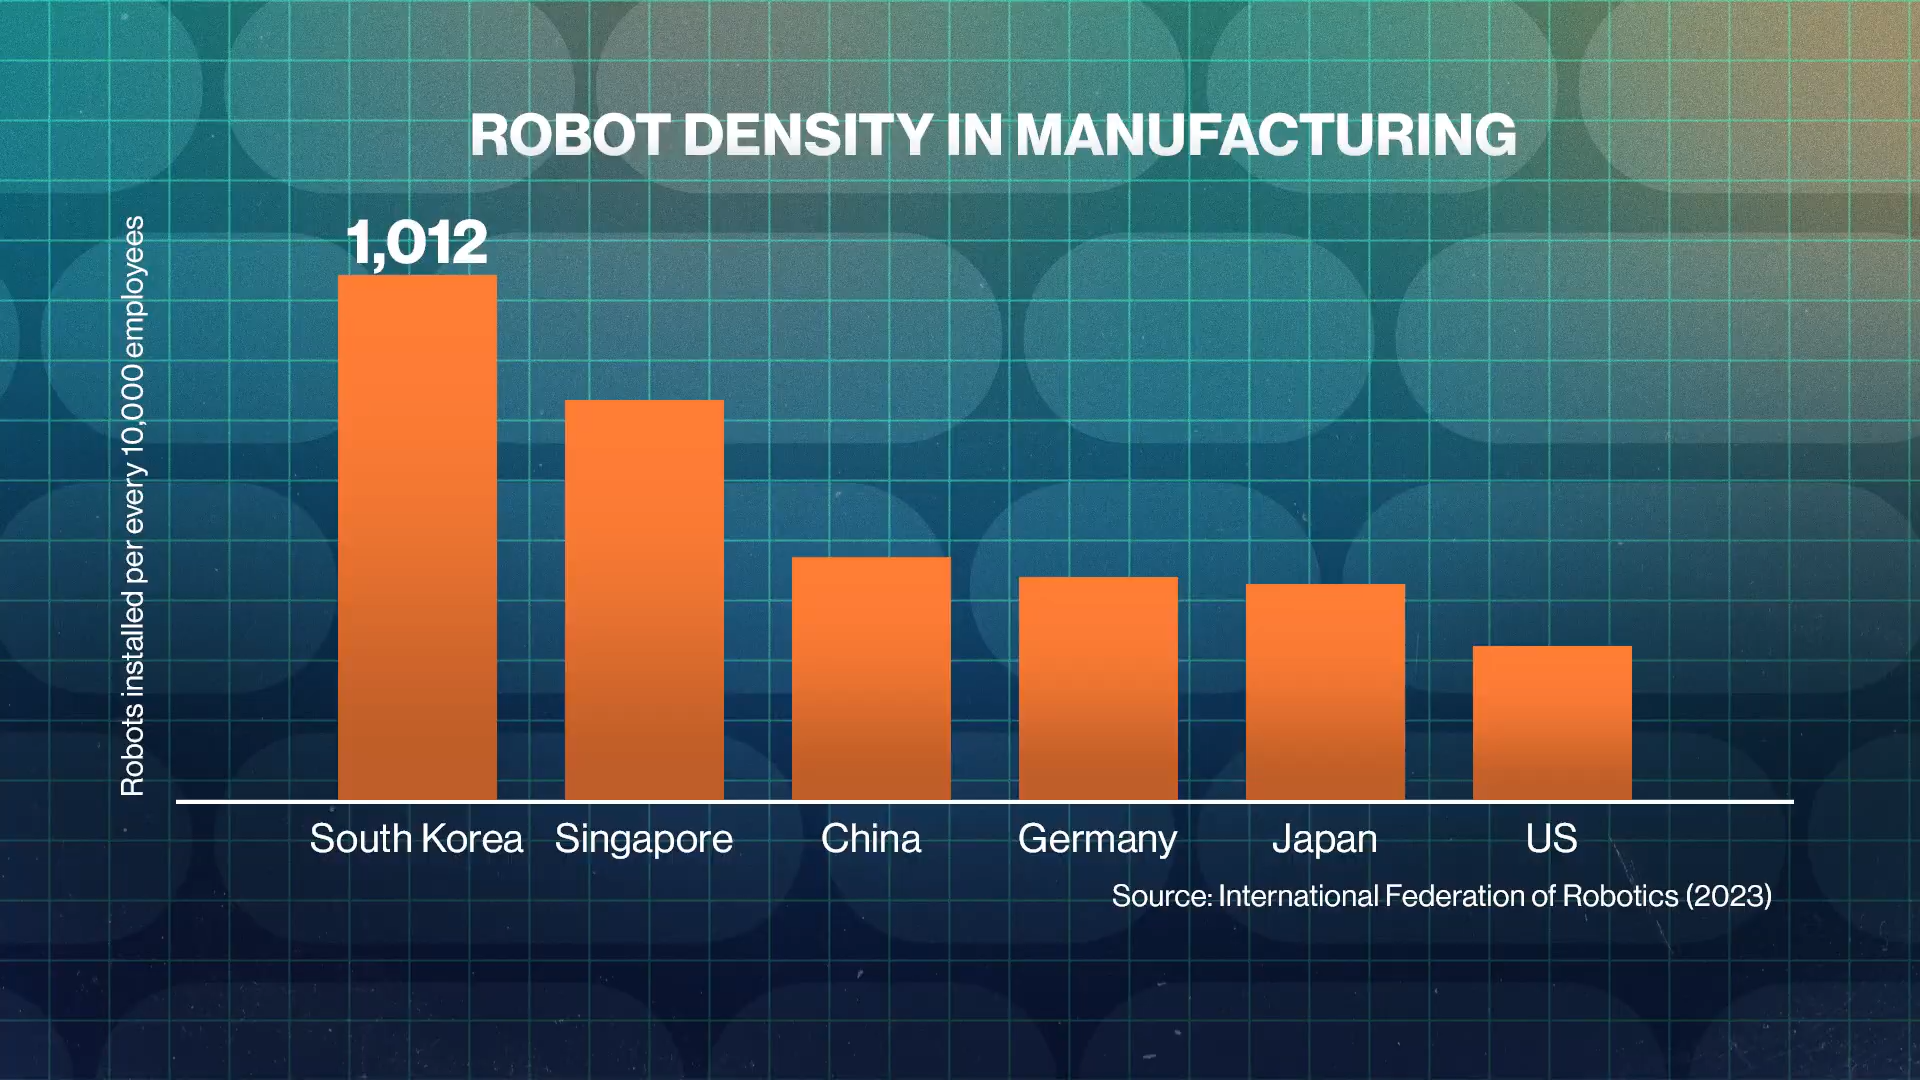 ROBOT DENSITY IN MANUFACTURING
Robots installed per every 10,000 employees
1,012
South Korea
Singapore
China
Germany
Japan
US
Source: International Federation of Robotics (2023)